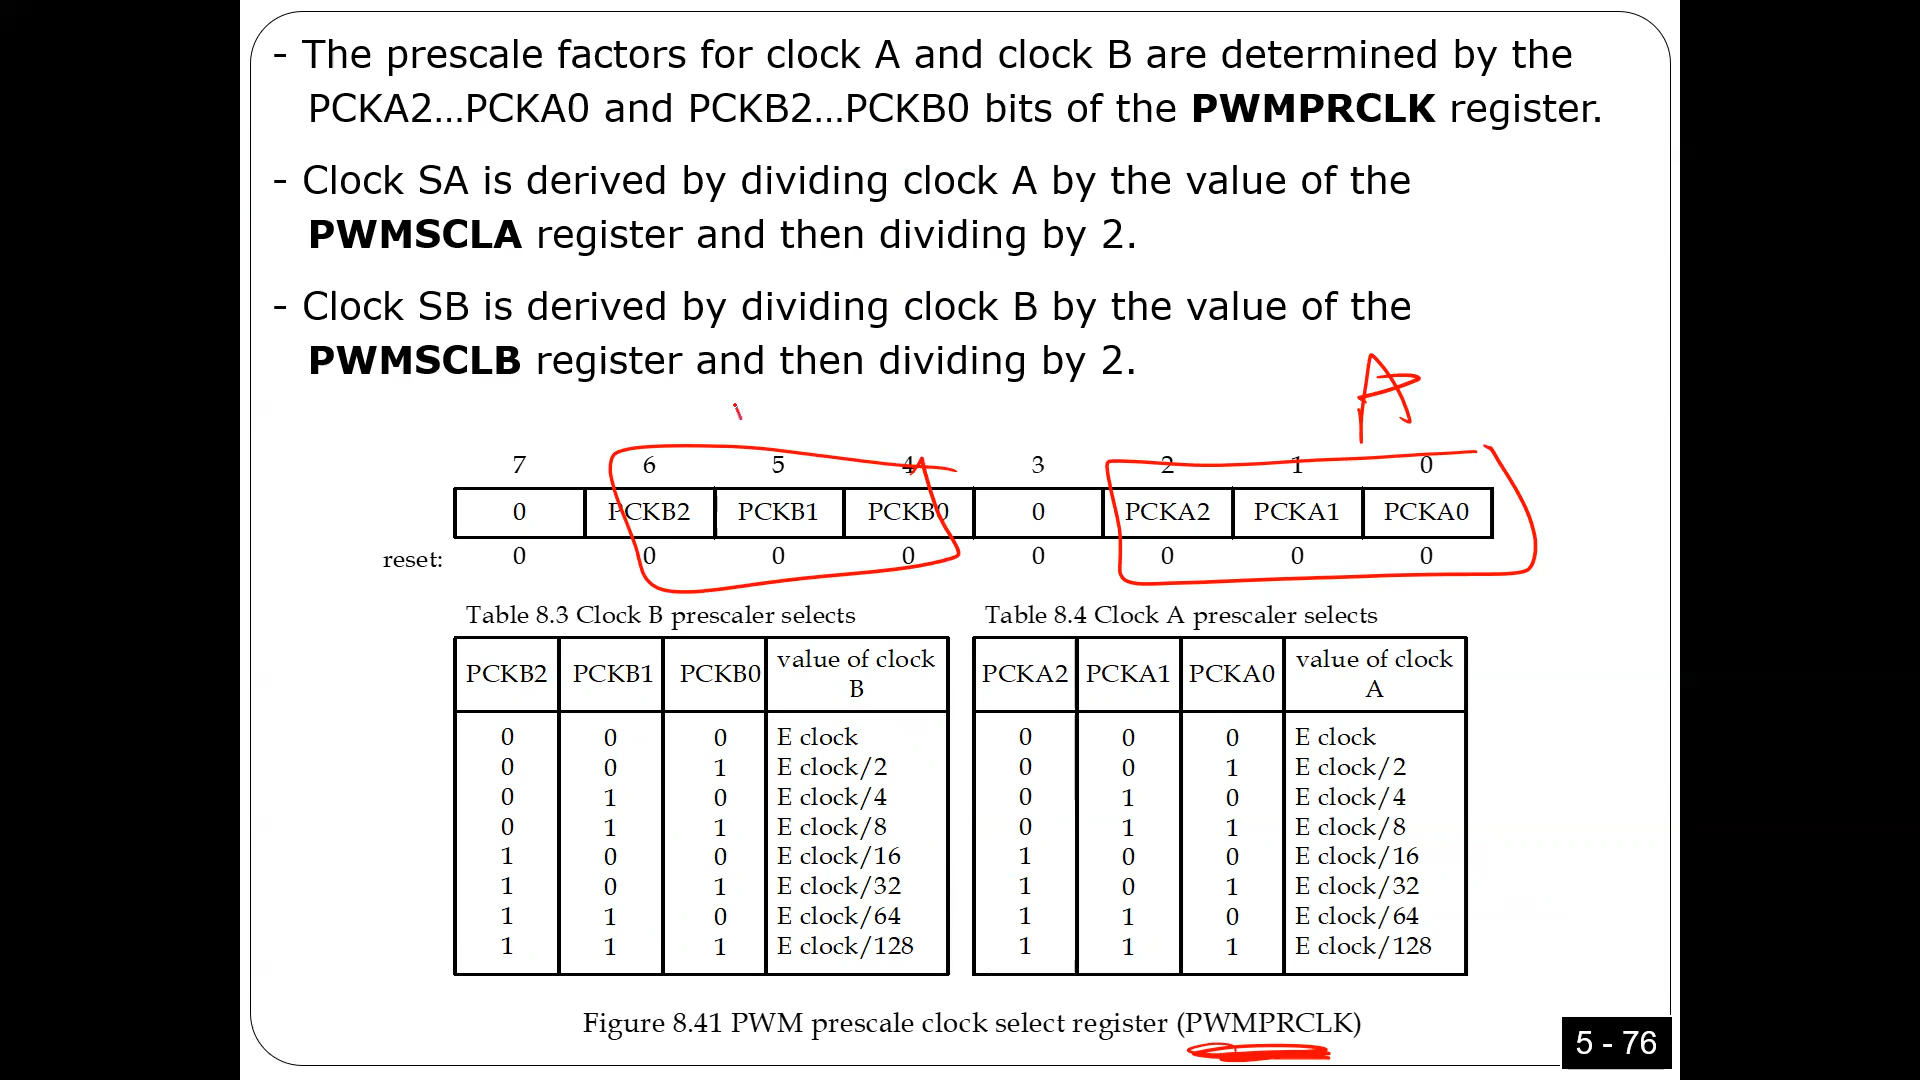 - The prescale factors for clock A and clock B are determined by the
PCKA2...PCKA0 and PCKB2...PCKB0 bits of the PWMPRCLK register.
- Clock SA is derived by dividing clock A by the value of the
PWMSCLA register and then dividing by 2.
- Clock SB is derived by dividing clock B by the value of the
PWMSCLB register and then dividing by 2.
A
7 6 5 4 3 2 1 0
0 PCKB2 PCKB1 PCKB0 0 PCKA2 PCKA1 PCKA0
reset: 0 0 0 0 0 0 0 0
Table 8.3 Clock B prescaler selects
PCKB2 PCKB1 PCKB0 value of clock B
0 0 0 E clock
0 0 1 E clock/2
0 1 0 E clock/4
0 1 1 E clock/8
1 0 0 E clock/16
1 0 1 E clock/32
1 1 0 E clock/64
1 1 1 E clock/128
Table 8.4 Clock A prescaler selects
PCKA2 PCKA1 PCKA0 value of clock A
0 0 0 E clock
0 0 1 E clock/2
0 1 0 E clock/4
0 1 1 E clock/8
1 0 0 E clock/16
1 0 1 E clock/32
1 1 0 E clock/64
1 1 1 E clock/128
Figure 8.41 PWM prescale clock select register (PWMPRCLK)
5 - 76